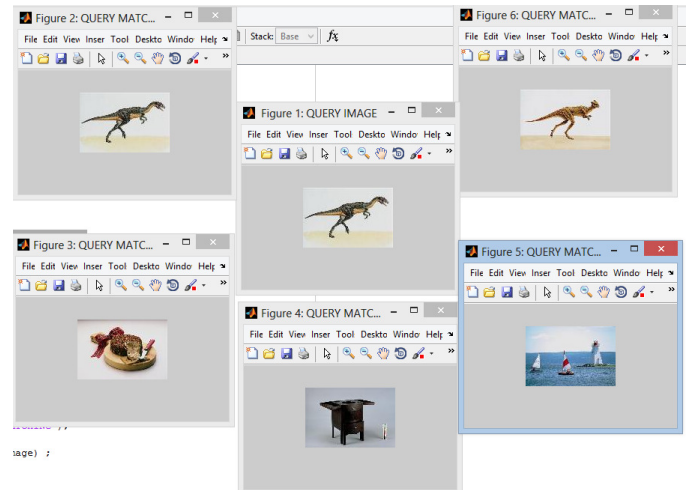 Figure 2: QUERY MATC...
File Edit View Inser Tool Deskto Windo Help
Stack: Base fx
Figure 6: QUERY MATC...
File Edit View Inser Tool Deskto Windo Help
Figure 1: QUERY IMAGE
File Edit View Inser Tool Deskto Windo Help
Figure 3: QUERY MATC...
File Edit View Inser Tool Deskto Windo Help
Figure 5: QUERY MATC...
File Edit View Inser Tool Deskto Windo Help
Figure 4: QUERY MATC...
File Edit View Inser Tool Deskto Windo Help
) ;